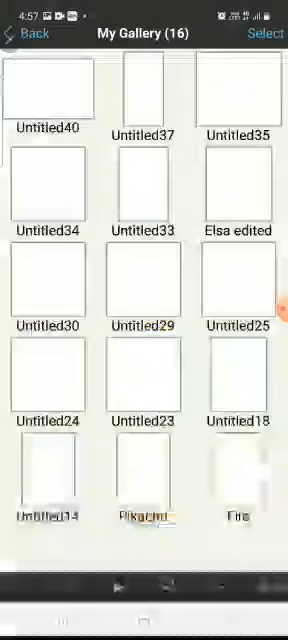 4:57
Back My Gallery (16) Select
Untitled40 Untitled37 Untitled35
Untitled34 Untitled33 Elsa edited
Untitled30 Untitled29 Untitled25
Untitled24 Untitled23 Untitled18
Untitled14 Pikachu